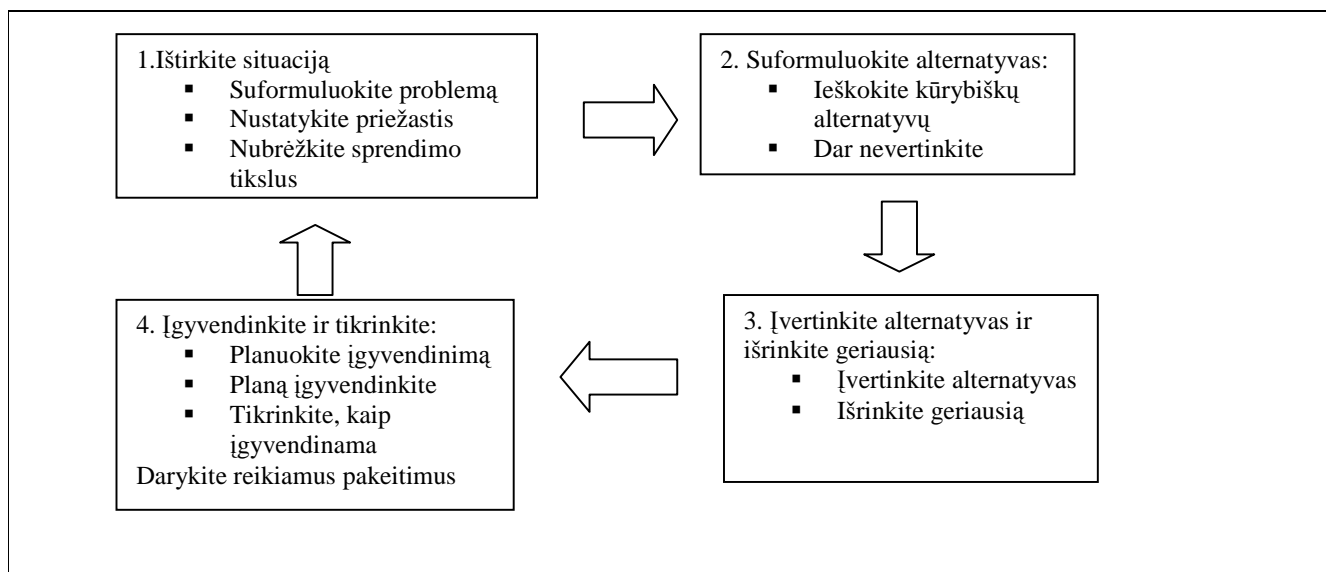 1.Ištirkite situaciją
▪ Suformuluokite problemą
▪ Nustatykite priežastis
▪ Nubrėžkite sprendimo
tikslus
2. Suformuluokite alternatyvas:
▪ Ieškokite kūrybiškų
alternatyvų
▪ Dar nevertinkite
3. Įvertinkite alternatyvas ir
išrinkite geriausią:
▪ Įvertinkite alternatyvas
▪ Išrinkite geriausią
4. Įgyvendinkite ir tikrinkite:
▪ Planuokite įgyvendinimą
▪ Planą įgyvendinkite
▪ Tikrinkite, kaip
įgyvendinama
Darykite reikiamus pakeitimus